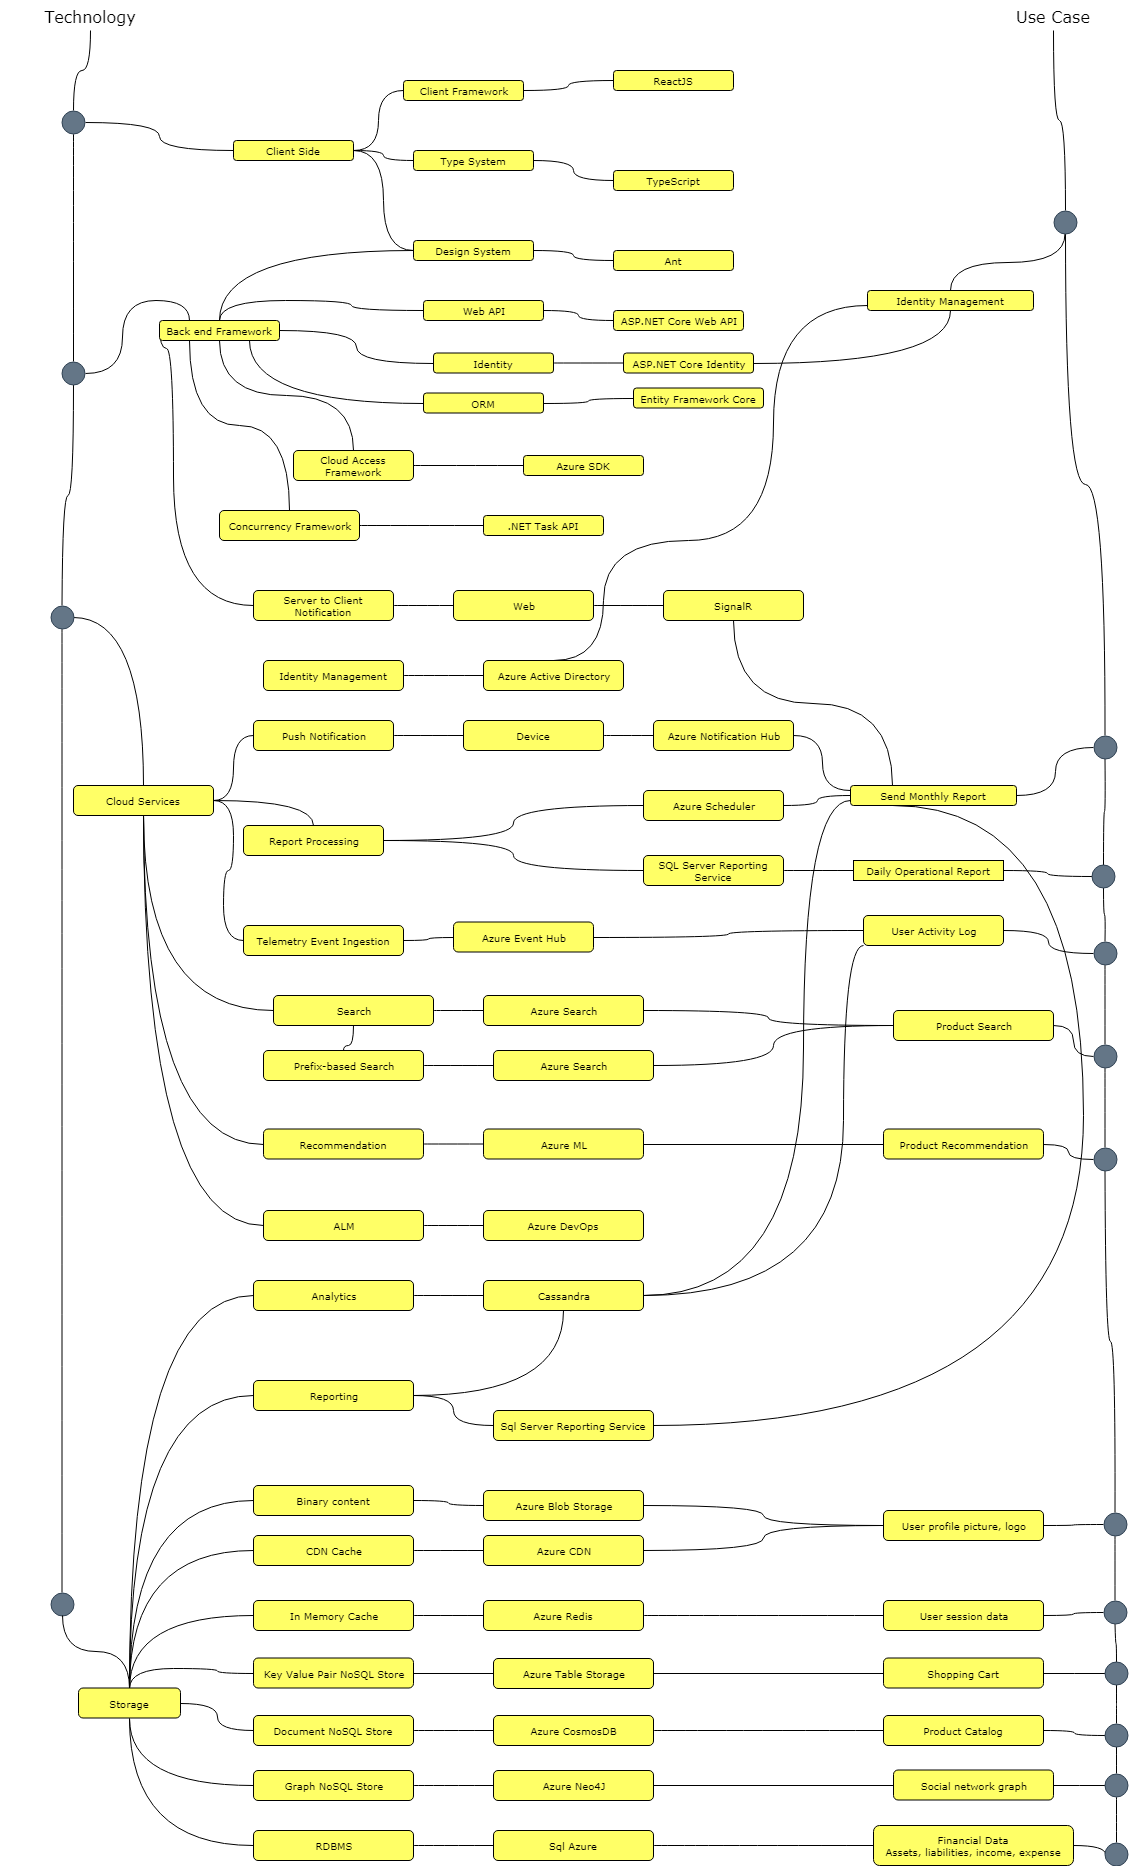 Technology
Use Case
Client Framework
ReactJS
Client Side
Type System
TypeScript
Design System
Ant
Identity Management
Web API
ASP.NET Core Web API
Back end Framework
Identity
ASP.NET Core Identity
ORM
Entity Framework Core
Cloud Access
Framework
Azure SDK
Concurrency Framework
.NET Task API
Server to Client
Notification
Web
SignalR
Identity Management
Azure Active Directory
Push Notification
Device
Azure Notification Hub
Cloud Services
Send Monthly Report
Azure Scheduler
Report Processing
SQL Server Reporting
Service
Daily Operational Report
Telemetry Event Ingestion
Azure Event Hub
User Activity Log
Search
Azure Search
Product Search
Prefix-based Search
Azure Search
Recommendation
Azure ML
Product Recommendation
ALM
Azure DevOps
Analytics
Cassandra
Reporting
Sql Server Reporting Service
Binary content
Azure Blob Storage
User profile picture, logo
CDN Cache
Azure CDN
In Memory Cache
Azure Redis
User session data
Key Value Pair NoSQL Store
Azure Table Storage
Shopping Cart
Storage
Document NoSQL Store
Azure CosmosDB
Product Catalog
Graph NoSQL Store
Azure Neo4J
Social network graph
RDBMS
Sql Azure
Financial Data
Assets, liabilities, income, expense